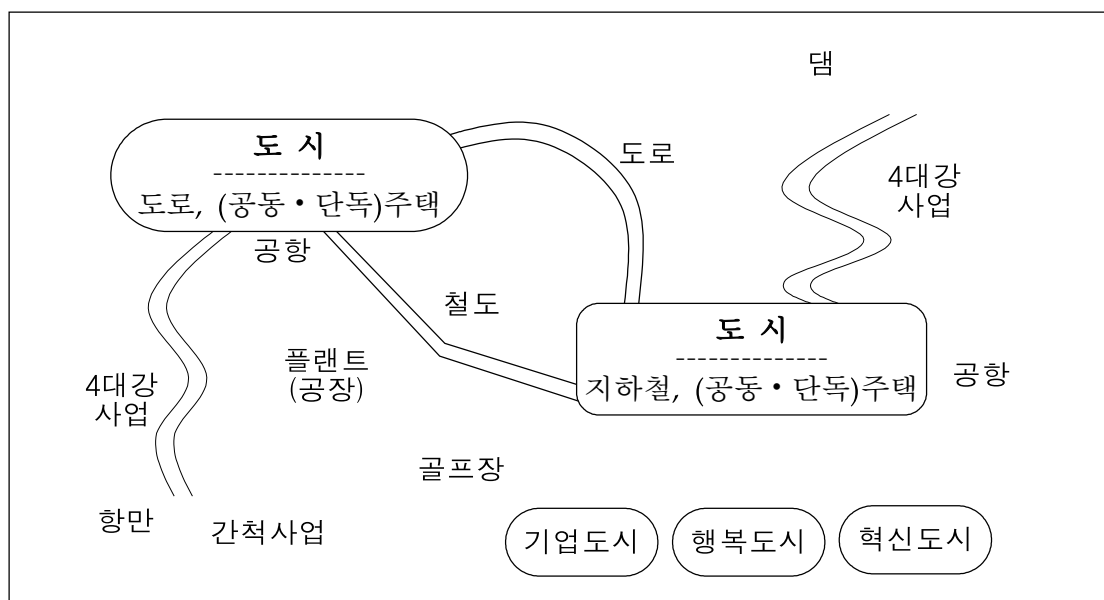 댐
도 시
--------------
도로, (공동・단독)주택
도로
4대강
사업
공항
철도
도 시
--------------
지하철, (공동・단독)주택
플랜트
(공장)
4대강
사업
공항
골프장
항만
간척사업
기업도시
행복도시
혁신도시